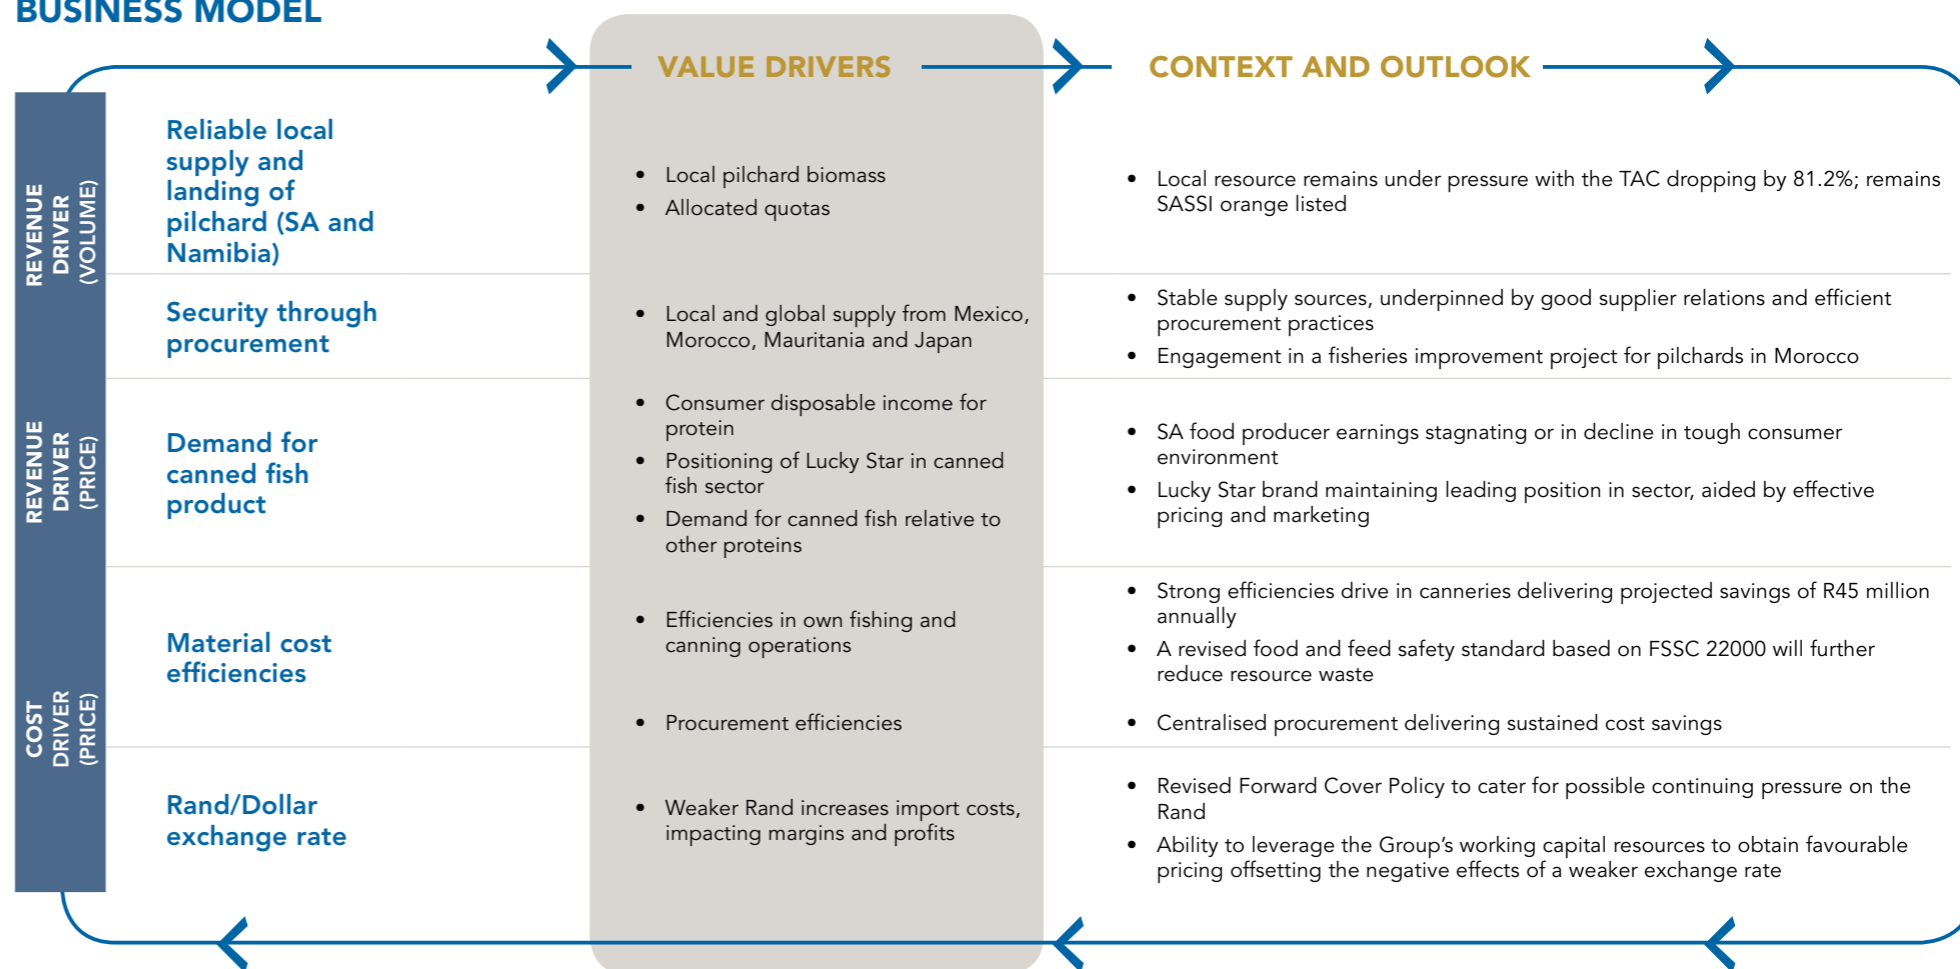 BUSINESS MODEL
VALUE DRIVERS
CONTEXT AND OUTLOOK
REVENUE
DRIVER
(VOLUME)
Reliable local
supply and
landing of
pilchard (SA and
Namibia)
• Local pilchard biomass
• Allocated quotas
• Local resource remains under pressure with the TAC dropping by 81.2%; remains
SASSI orange listed
Security through
procurement
• Local and global supply from Mexico,
Morocco, Mauritania and Japan
• Stable supply sources, underpinned by good supplier relations and efficient
procurement practices
• Engagement in a fisheries improvement project for pilchards in Morocco
REVENUE
DRIVER
(PRICE)
Demand for
canned fish
product
• Consumer disposable income for
protein
• Positioning of Lucky Star in canned
fish sector
• Demand for canned fish relative to
other proteins
• SA food producer earnings stagnating or in decline in tough consumer
environment
• Lucky Star brand maintaining leading position in sector, aided by effective
pricing and marketing
COST
DRIVER
(PRICE)
Material cost
efficiencies
• Efficiencies in own fishing and
canning operations
• Procurement efficiencies
• Strong efficiencies drive in canneries delivering projected savings of R45 million
annually
• A revised food and feed safety standard based on FSSC 22000 will further
reduce resource waste
• Centralised procurement delivering sustained cost savings
Rand/Dollar
exchange rate
• Weaker Rand increases import costs,
impacting margins and profits
• Revised Forward Cover Policy to cater for possible continuing pressure on the
Rand
• Ability to leverage the Group's working capital resources to obtain favourable
pricing offsetting the negative effects of a weaker exchange rate